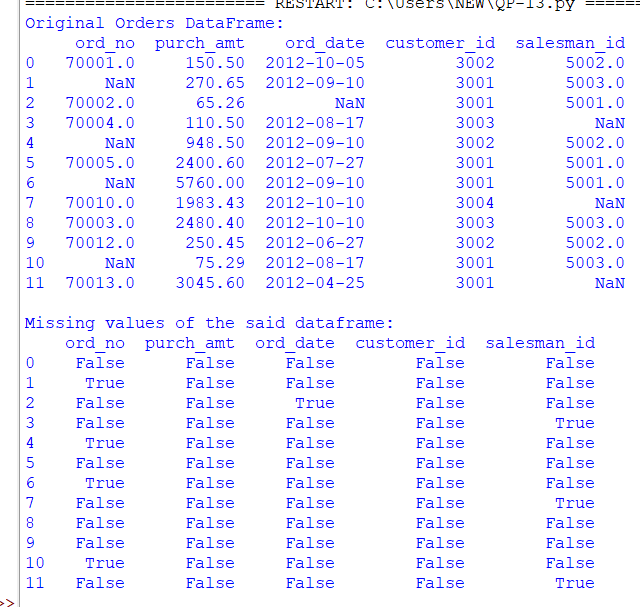 ======================== RESTART: C:\Users\NEW\QP-13.py ======
Original Orders DataFrame:
     ord_no  purch_amt    ord_date  customer_id  salesman_id
0   70001.0     150.50  2012-10-05         3002       5002.0
1       NaN     270.65  2012-09-10         3001       5003.0
2   70002.0      65.26         NaN         3001       5001.0
3   70004.0     110.50  2012-08-17         3003          NaN
4       NaN     948.50  2012-09-10         3002       5002.0
5   70005.0    2400.60  2012-07-27         3001       5001.0
6       NaN    5760.00  2012-09-10         3001       5001.0
7   70010.0    1983.43  2012-10-10         3004          NaN
8   70003.0    2480.40  2012-10-10         3003       5003.0
9   70012.0     250.45  2012-06-27         3002       5002.0
10      NaN      75.29  2012-08-17         3001       5003.0
11  70013.0    3045.60  2012-04-25         3001          NaN

Missing values of the said dataframe:
    ord_no  purch_amt  ord_date  customer_id  salesman_id
0    False      False     False        False        False
1     True      False     False        False        False
2    False      False      True        False        False
3    False      False     False        False         True
4     True      False     False        False        False
5    False      False     False        False        False
6     True      False     False        False        False
7    False      False     False        False         True
8    False      False     False        False        False
9    False      False     False        False        False
10    True      False     False        False        False
11   False      False     False        False         True
>>